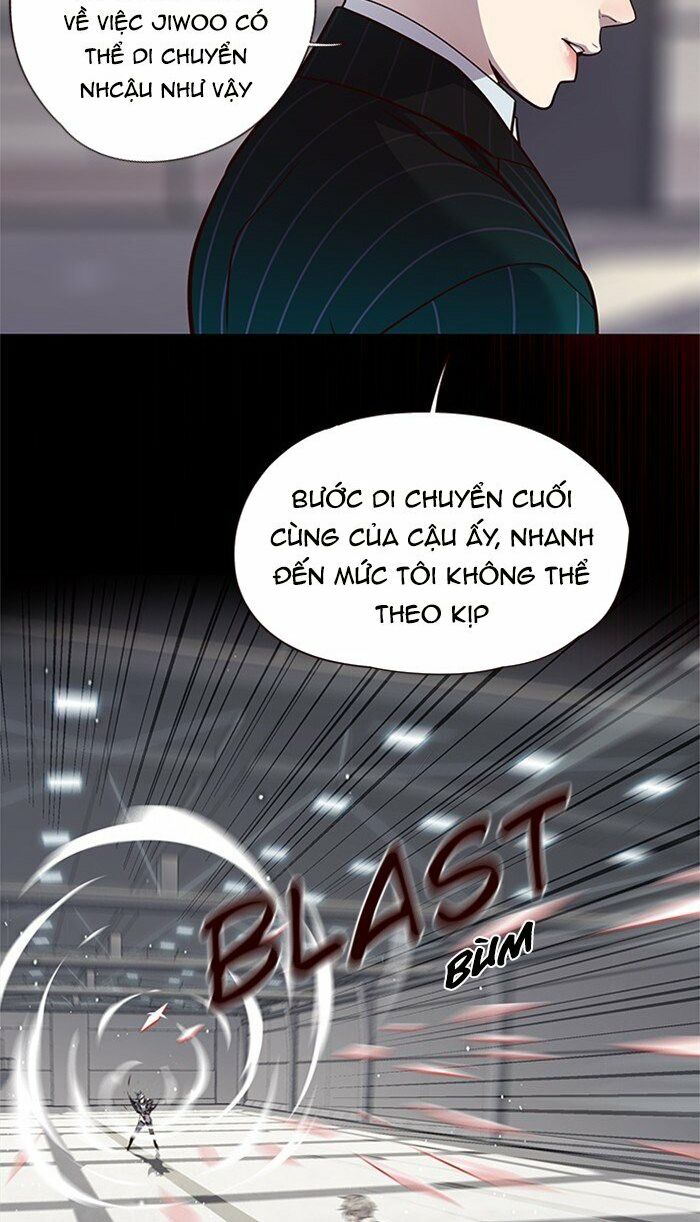 VỀ VIỆC JIWOO CÓ
THỂ DI CHUYỂN
NHCẬU NHƯ VẬY
BƯỚC DI CHUYỂN CUỐI
CÙNG CỦA CẬU ẤY, NHANH
ĐẾN MỨC TÔI KHÔNG THỂ
THEO KỊP
BLAST
BÙM